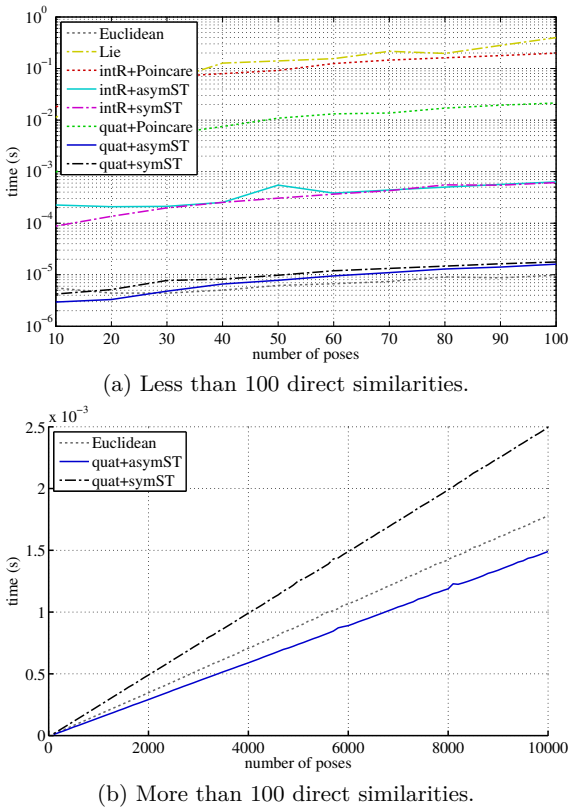 10^0
10^-1
10^-2
10^-3
10^-4
10^-5
10^-6
time (s)
Euclidean
Lie
intR+Poincare
intR+asymST
intR+symST
quat+Poincare
quat+asymST
quat+symST
10 20 30 40 50 60 70 80 90 100
number of poses
(a) Less than 100 direct similarities.
x 10^-3
2.5
2
1.5
1
0.5
0
time (s)
Euclidean
quat+asymST
quat+symST
0 2000 4000 6000 8000 10000
number of poses
(b) More than 100 direct similarities.